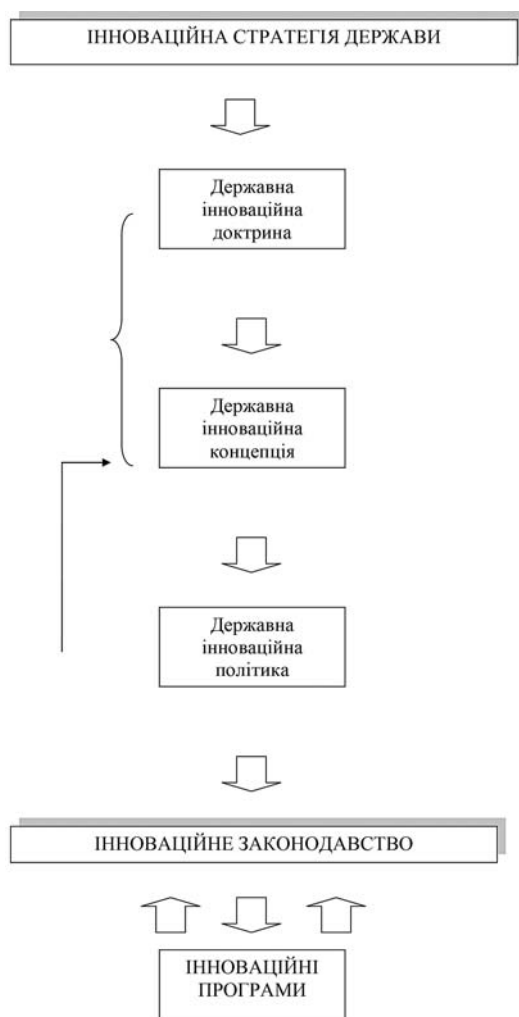 ІННОВАЦІЙНА СТРАТЕГІЯ ДЕРЖАВИ
Державна
інноваційна
доктрина
Державна
інноваційна
концепція
Державна
інноваційна
політика
ІННОВАЦІЙНЕ ЗАКОНОДАВСТВО
ІННОВАЦІЙНІ
ПРОГРАМИ